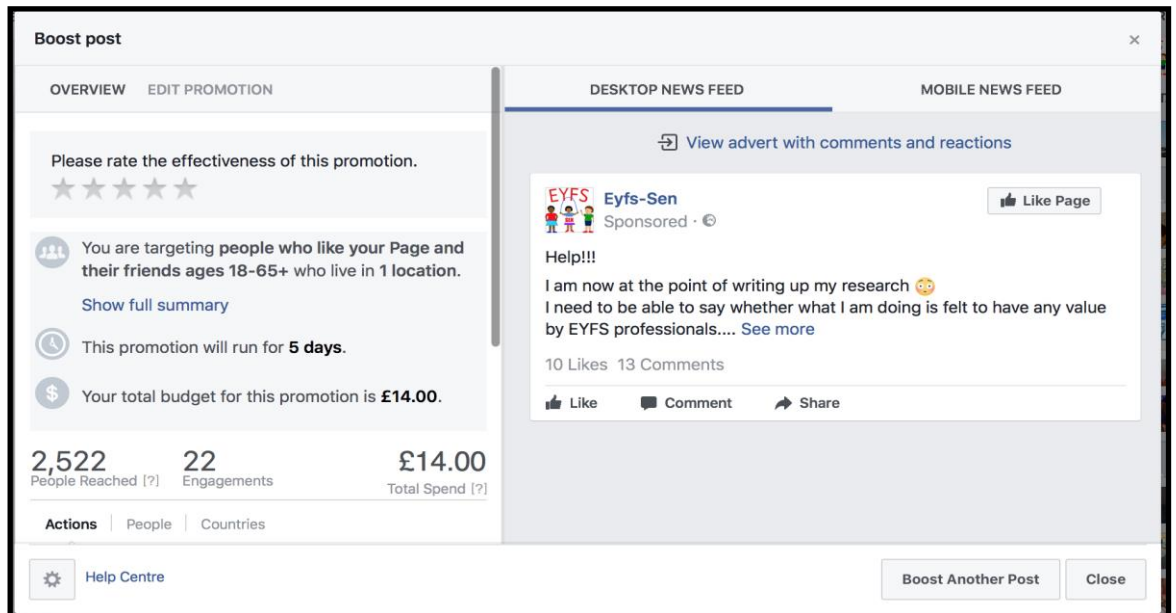 Boost post
×
OVERVIEW EDIT PROMOTION
Please rate the effectiveness of this promotion.
You are targeting people who like your Page and
their friends ages 18-65+ who live in 1 location.
Show full summary
This promotion will run for 5 days.
$
Your total budget for this promotion is £14.00.
2,522 22 £14.00
People Reached [?] Engagements Total Spend [?]
Actions People Countries
DESKTOP NEWS FEED MOBILE NEWS FEED
View advert with comments and reactions
EYFS
Eyfs-Sen
Like Page
Sponsored ·
Help!!!
I am now at the point of writing up my research 😳
I need to be able to say whether what I am doing is felt to have any value
by EYFS professionals.... See more
10 Likes 13 Comments
Like Comment Share
Help Centre
Boost Another Post Close